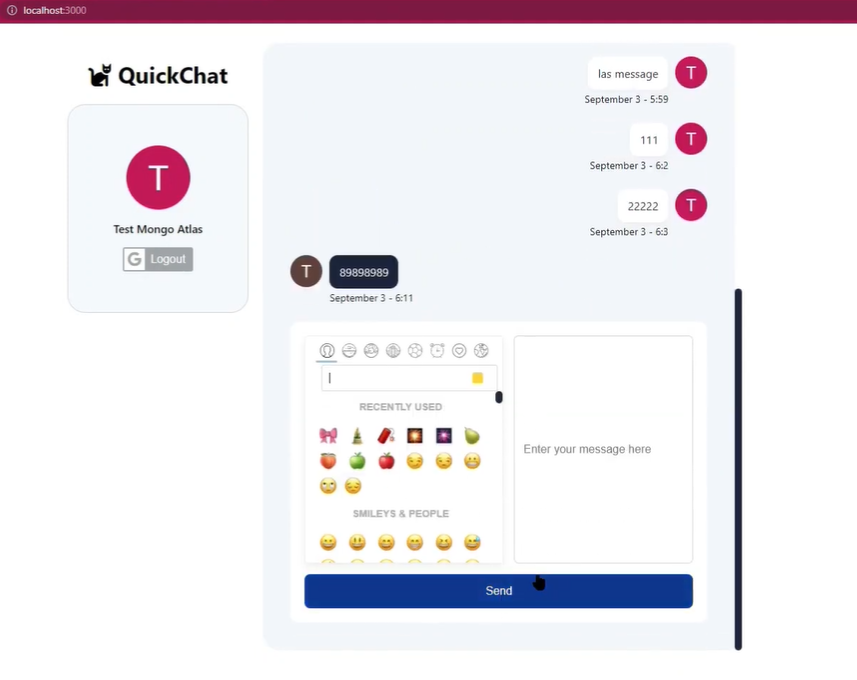 localhost:3000
QuickChat
T
Test Mongo Atlas
G Logout
las message
T
September 3 - 5:59
111
T
September 3 - 6:2
22222
T
September 3 - 6:3
T
89898989
September 3 - 6:11
RECENTLY USED
SMILEYS & PEOPLE
Enter your message here
Send